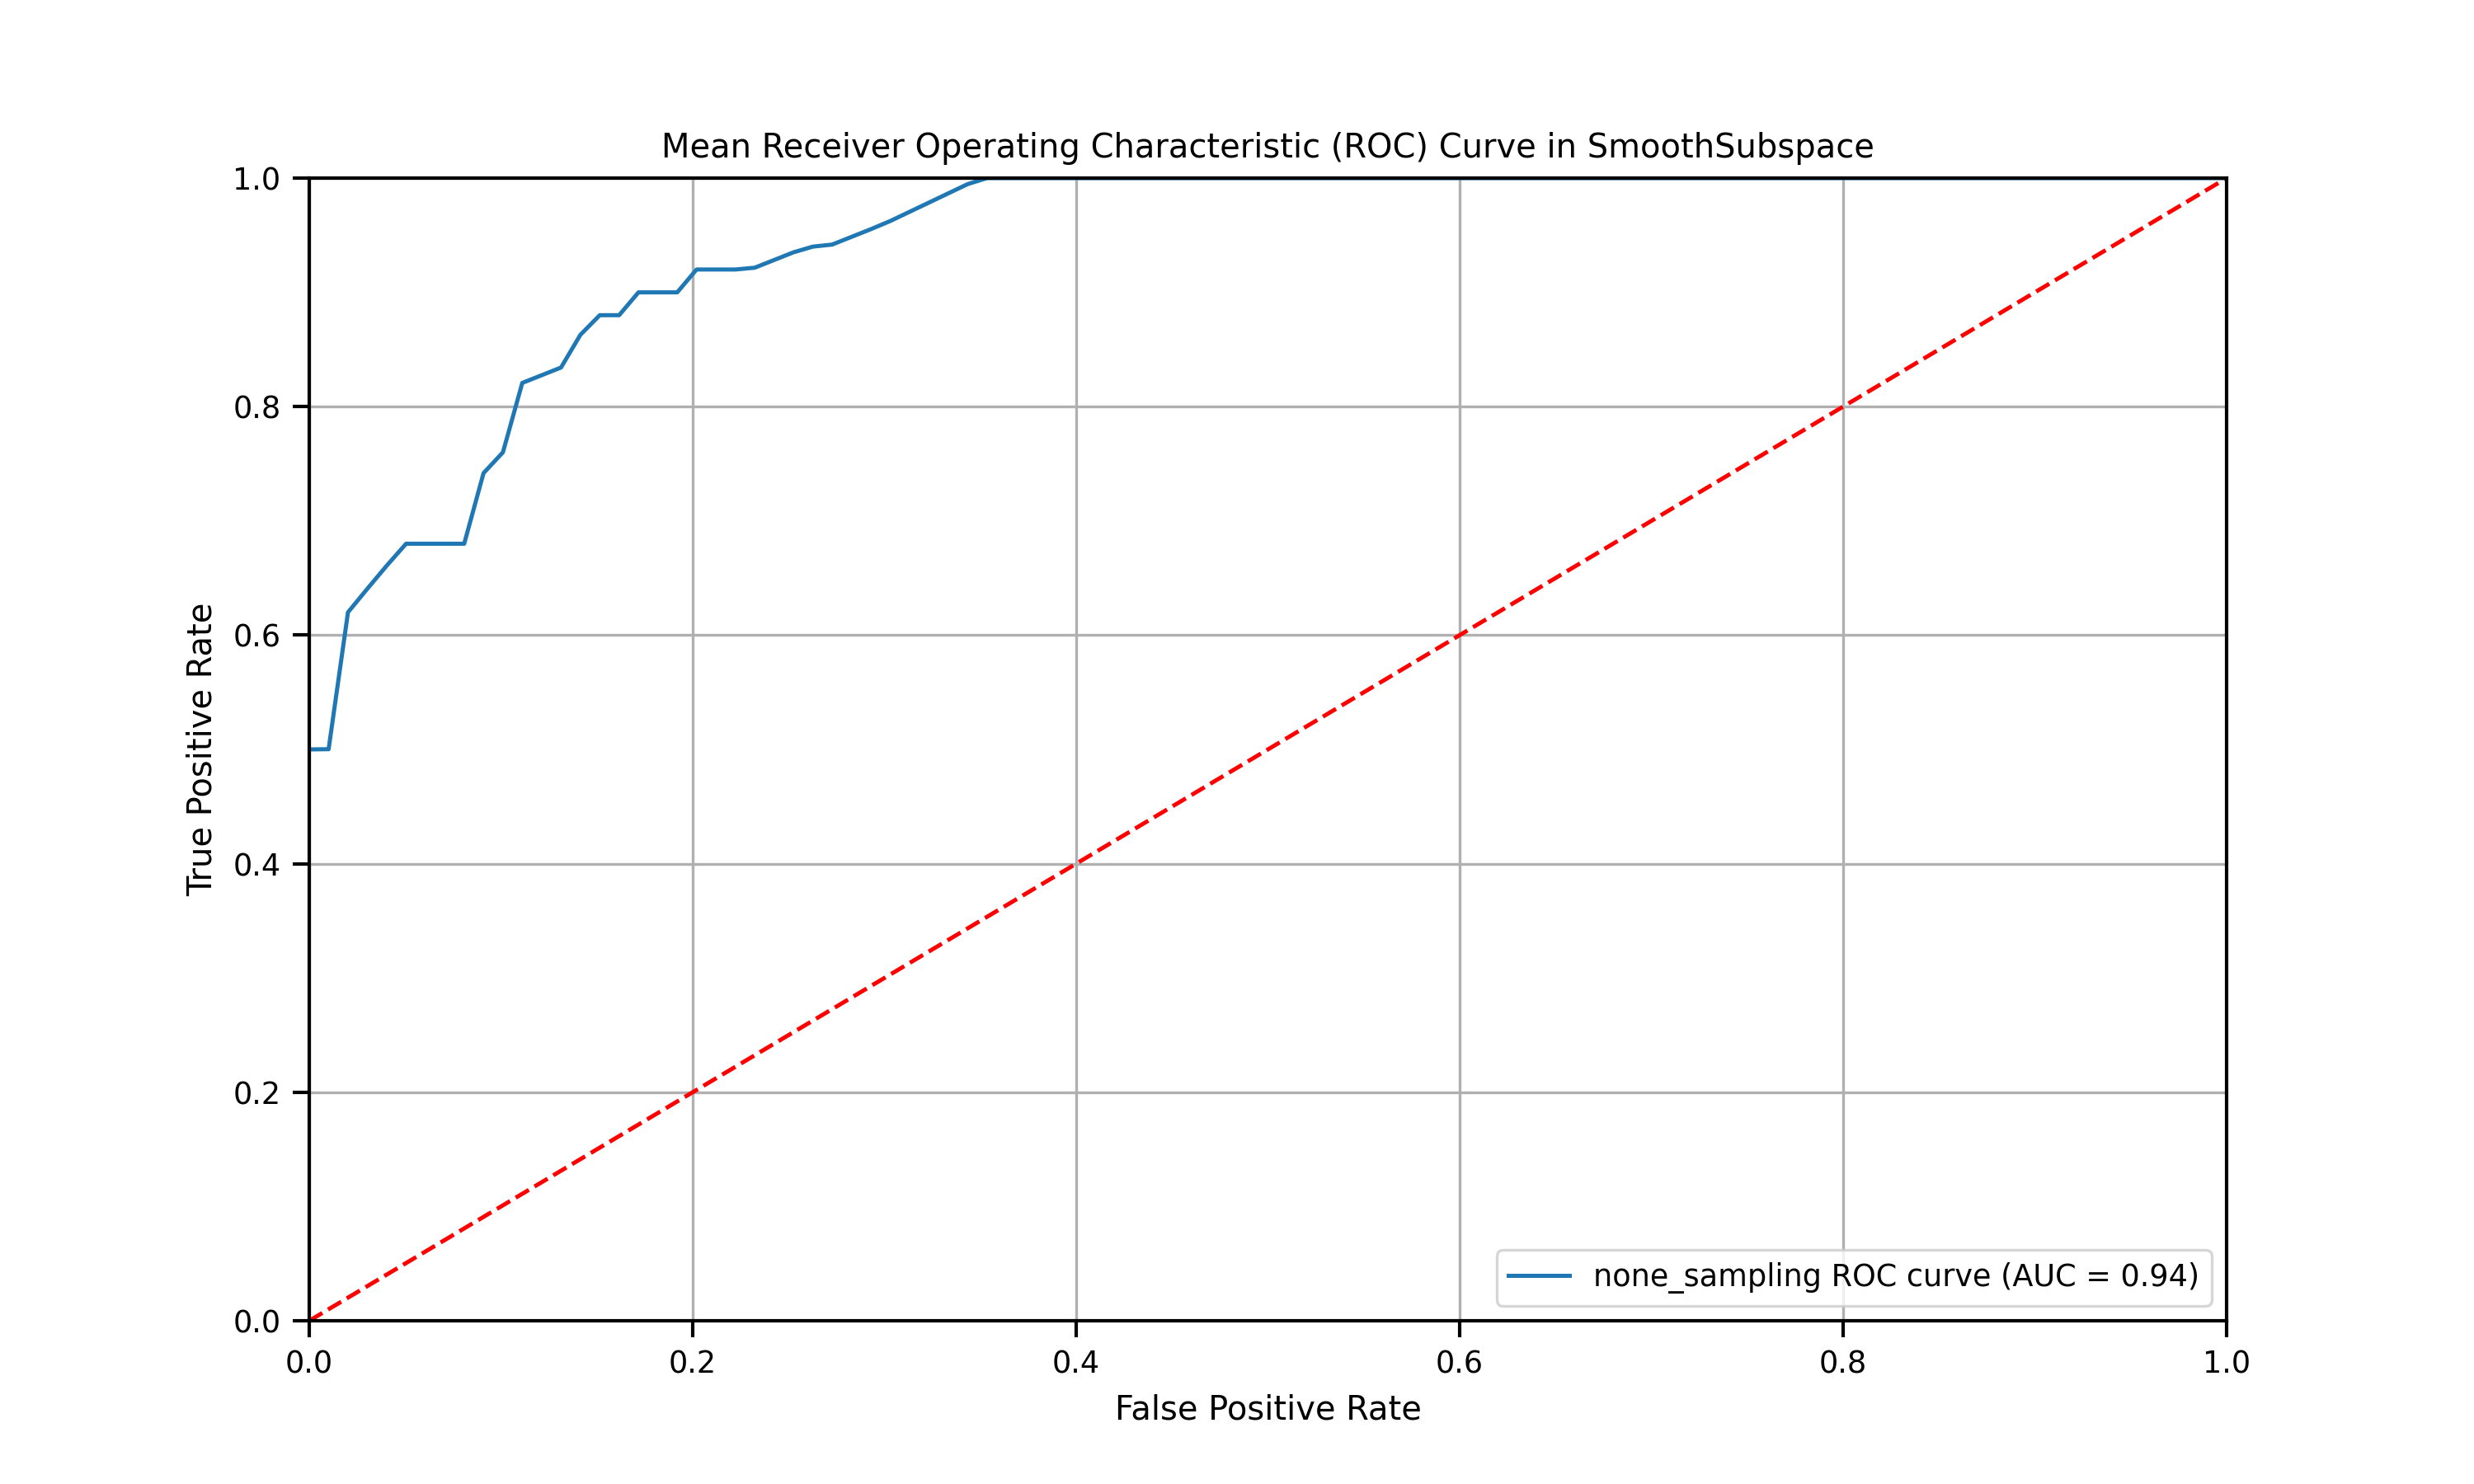 Mean Receiver Operating Characteristic (ROC) Curve in SmoothSubspace
1.0
0.8
0.6
0.4
0.2
0.0
True Positive Rate
none_sampling ROC curve (AUC = 0.94)
0.0 0.2 0.4 0.6 0.8 1.0
False Positive Rate